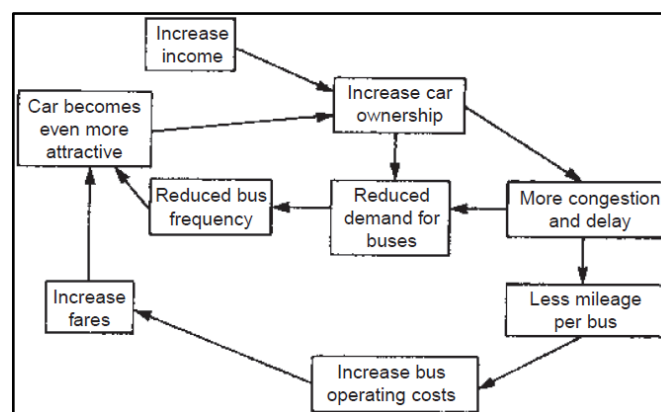 Increase
income
Car becomes
even more
attractive
Increase car
ownership
Reduced bus
frequency
Reduced
demand for
buses
More congestion
and delay
Increase
fares
Less mileage
per bus
Increase bus
operating costs